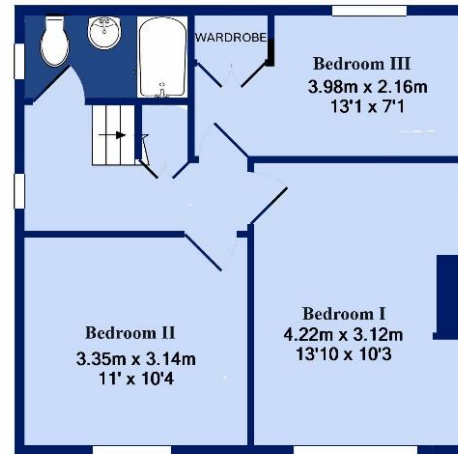 WARDROBE
Bedroom III
3.98m x 2.16m
13'1 x 7'1
Bedroom I
4.22m x 3.12m
13'10 x 10'3
Bedroom II
3.35m x 3.14m
11' x 10'4